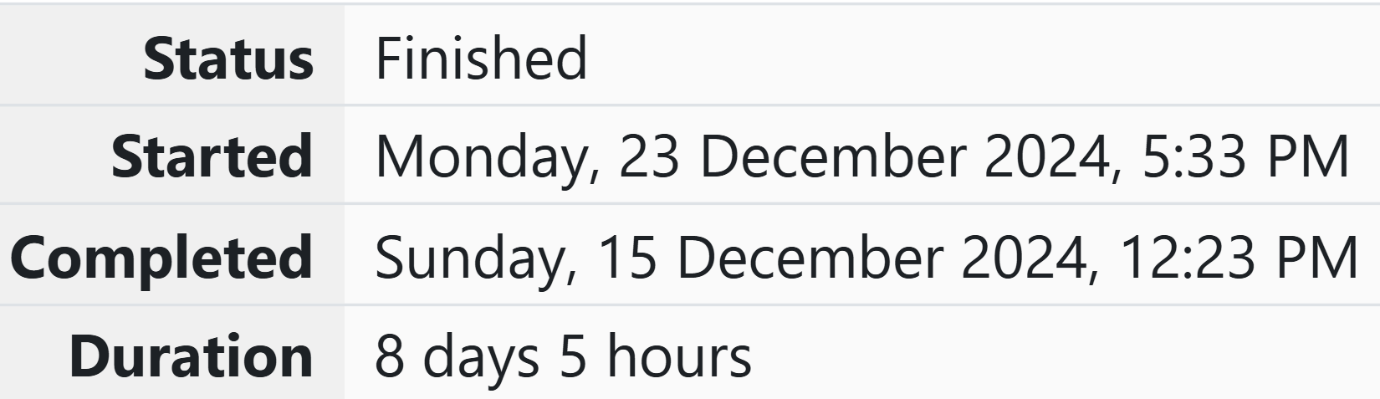 Status Finished
Started Monday, 23 December 2024, 5:33 PM
Completed Sunday, 15 December 2024, 12:23 PM
Duration 8 days 5 hours